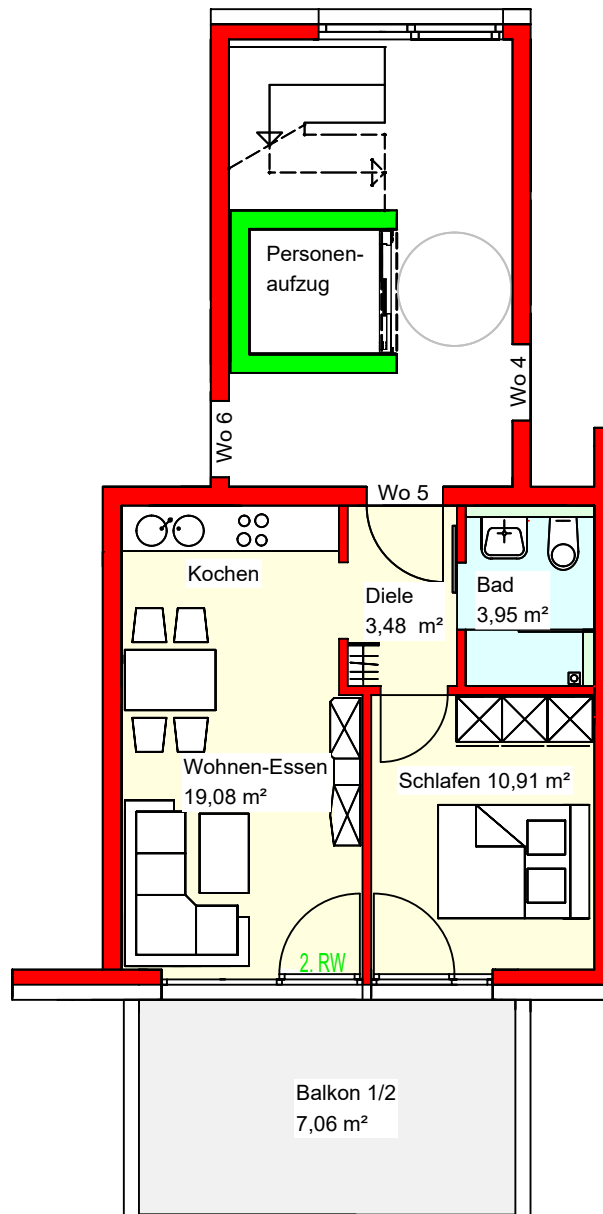 Personen-
aufzug
Wo 4
Wo 6
Wo 5
Kochen
Diele
3,48 m²
Bad
3,95 m²
Wohnen-Essen
19,08 m²
Schlafen 10,91 m²
2. RW
Balkon 1/2
7,06 m²